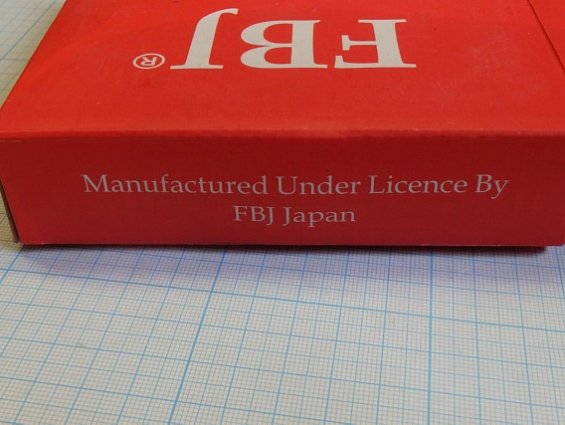 FBJ®
Manufactured Under Licence By
FBJ Japan